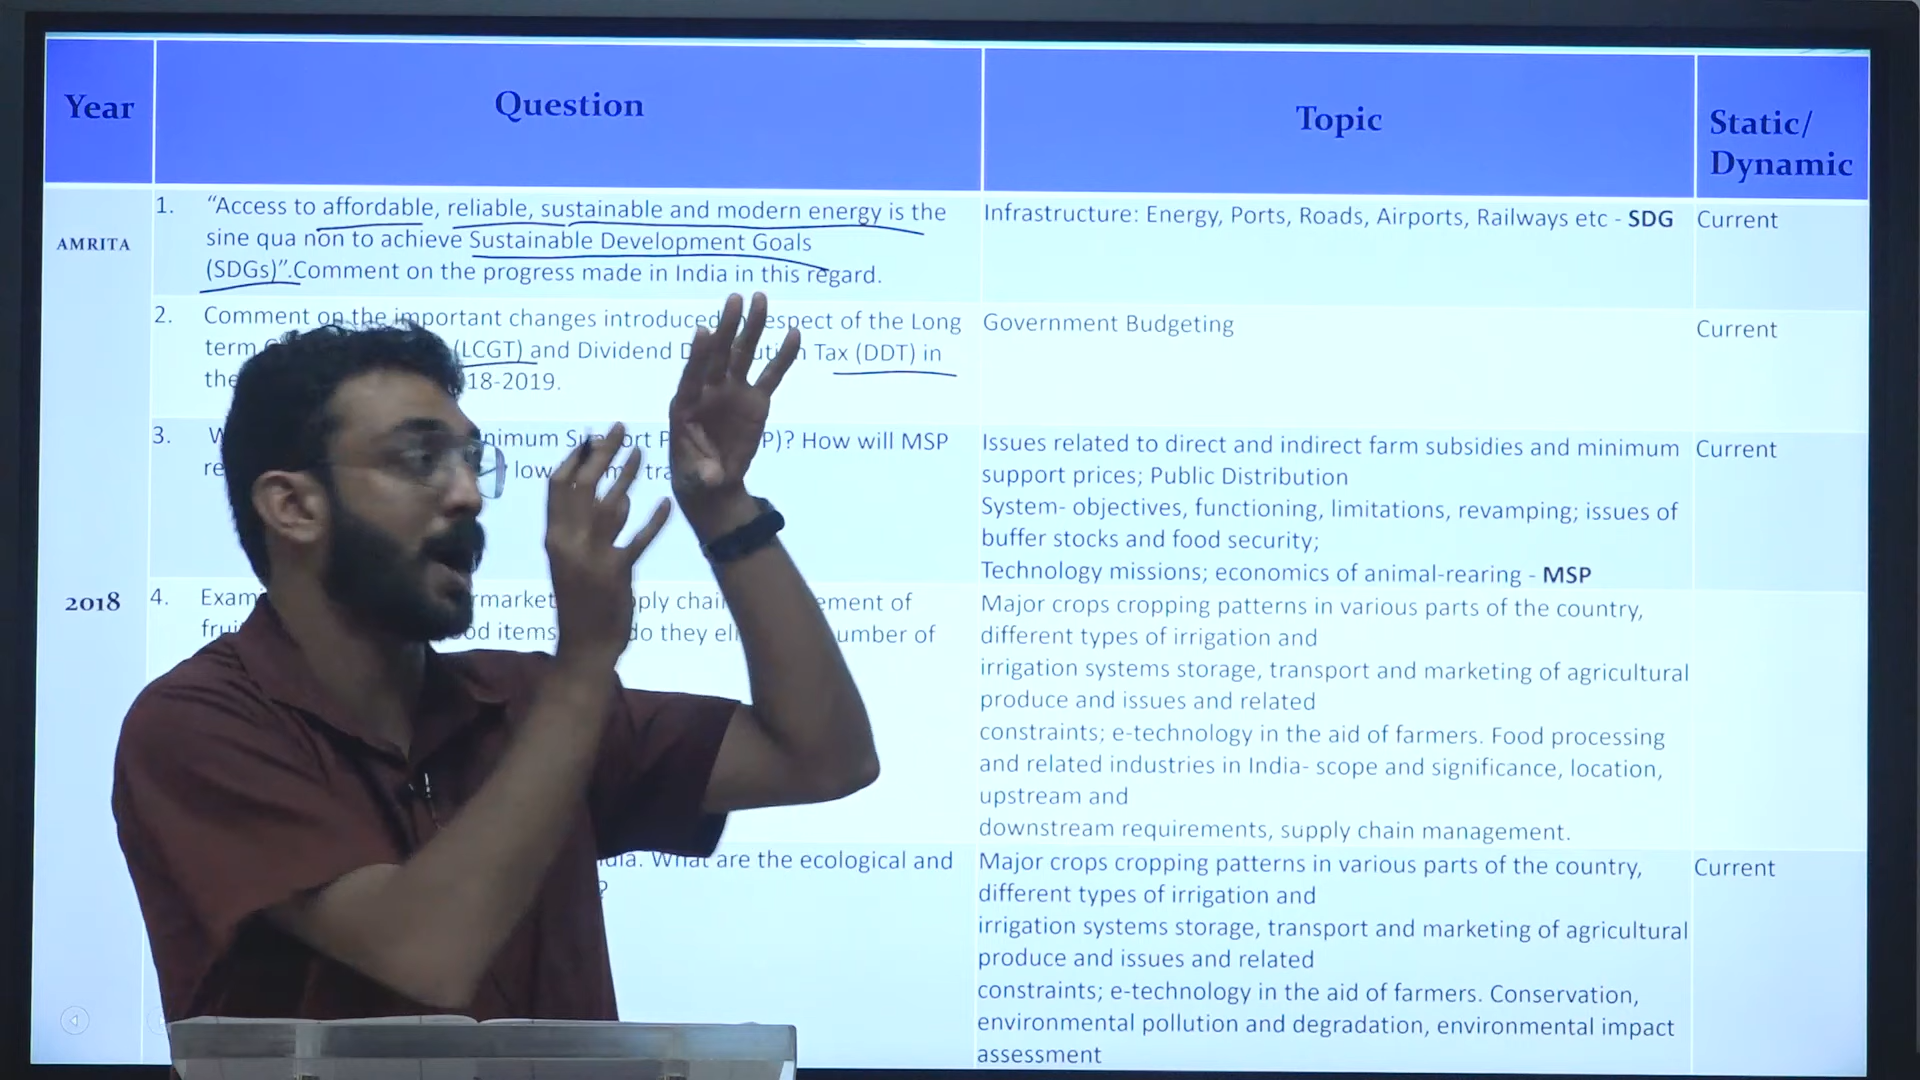 Year
Question
Topic
Static/
Dynamic
AMRITA
1. “Access to affordable, reliable, sustainable and modern energy is the
sine qua non to achieve Sustainable Development Goals
(SDGs)”.Comment on the progress made in India in this regard.
Infrastructure: Energy, Ports, Roads, Airports, Railways etc - SDG
Current
2. Comment on the important changes introduced respect of the Long
term (LCGT) and Dividend Tax (DDT) in
the 18-2019.
Government Budgeting
Current
3. P)? How will MSP
low
Issues related to direct and indirect farm subsidies and minimum
support prices; Public Distribution
System- objectives, functioning, limitations, revamping; issues of
buffer stocks and food security;
Technology missions; economics of animal-rearing - MSP
Current
2018
4. market of
items do they number of
Major crops cropping patterns in various parts of the country,
different types of irrigation and
irrigation systems storage, transport and marketing of agricultural
produce and issues and related
constraints; e-technology in the aid of farmers. Food processing
and related industries in India- scope and significance, location,
upstream and
downstream requirements, supply chain management.
What are the ecological and
?
Major crops cropping patterns in various parts of the country,
different types of irrigation and
irrigation systems storage, transport and marketing of agricultural
produce and issues and related
constraints; e-technology in the aid of farmers. Conservation,
environmental pollution and degradation, environmental impact
assessment
Current